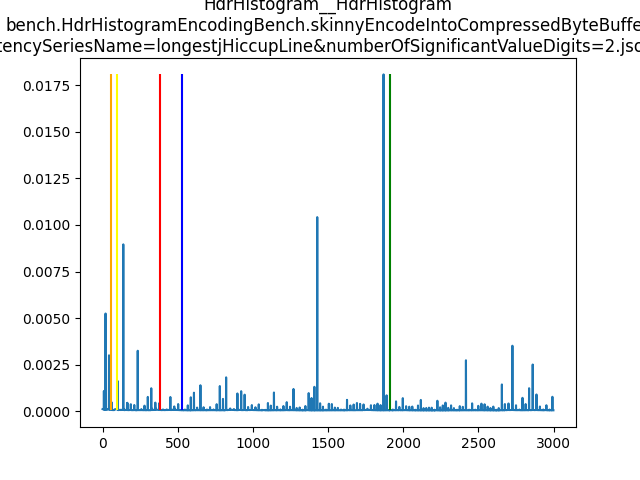 HdrHistogram__HdrHistogram
bench.HdrHistogramEncodingBench.skinnyEncodeIntoCompressedByteBuffe
tencySeriesName=longestjHiccupLine&numberOfSignificantValueDigits=2.jso
0.0175
0.0150
0.0125
0.0100
0.0075
0.0050
0.0025
0.0000
0 500 1000 1500 2000 2500 3000